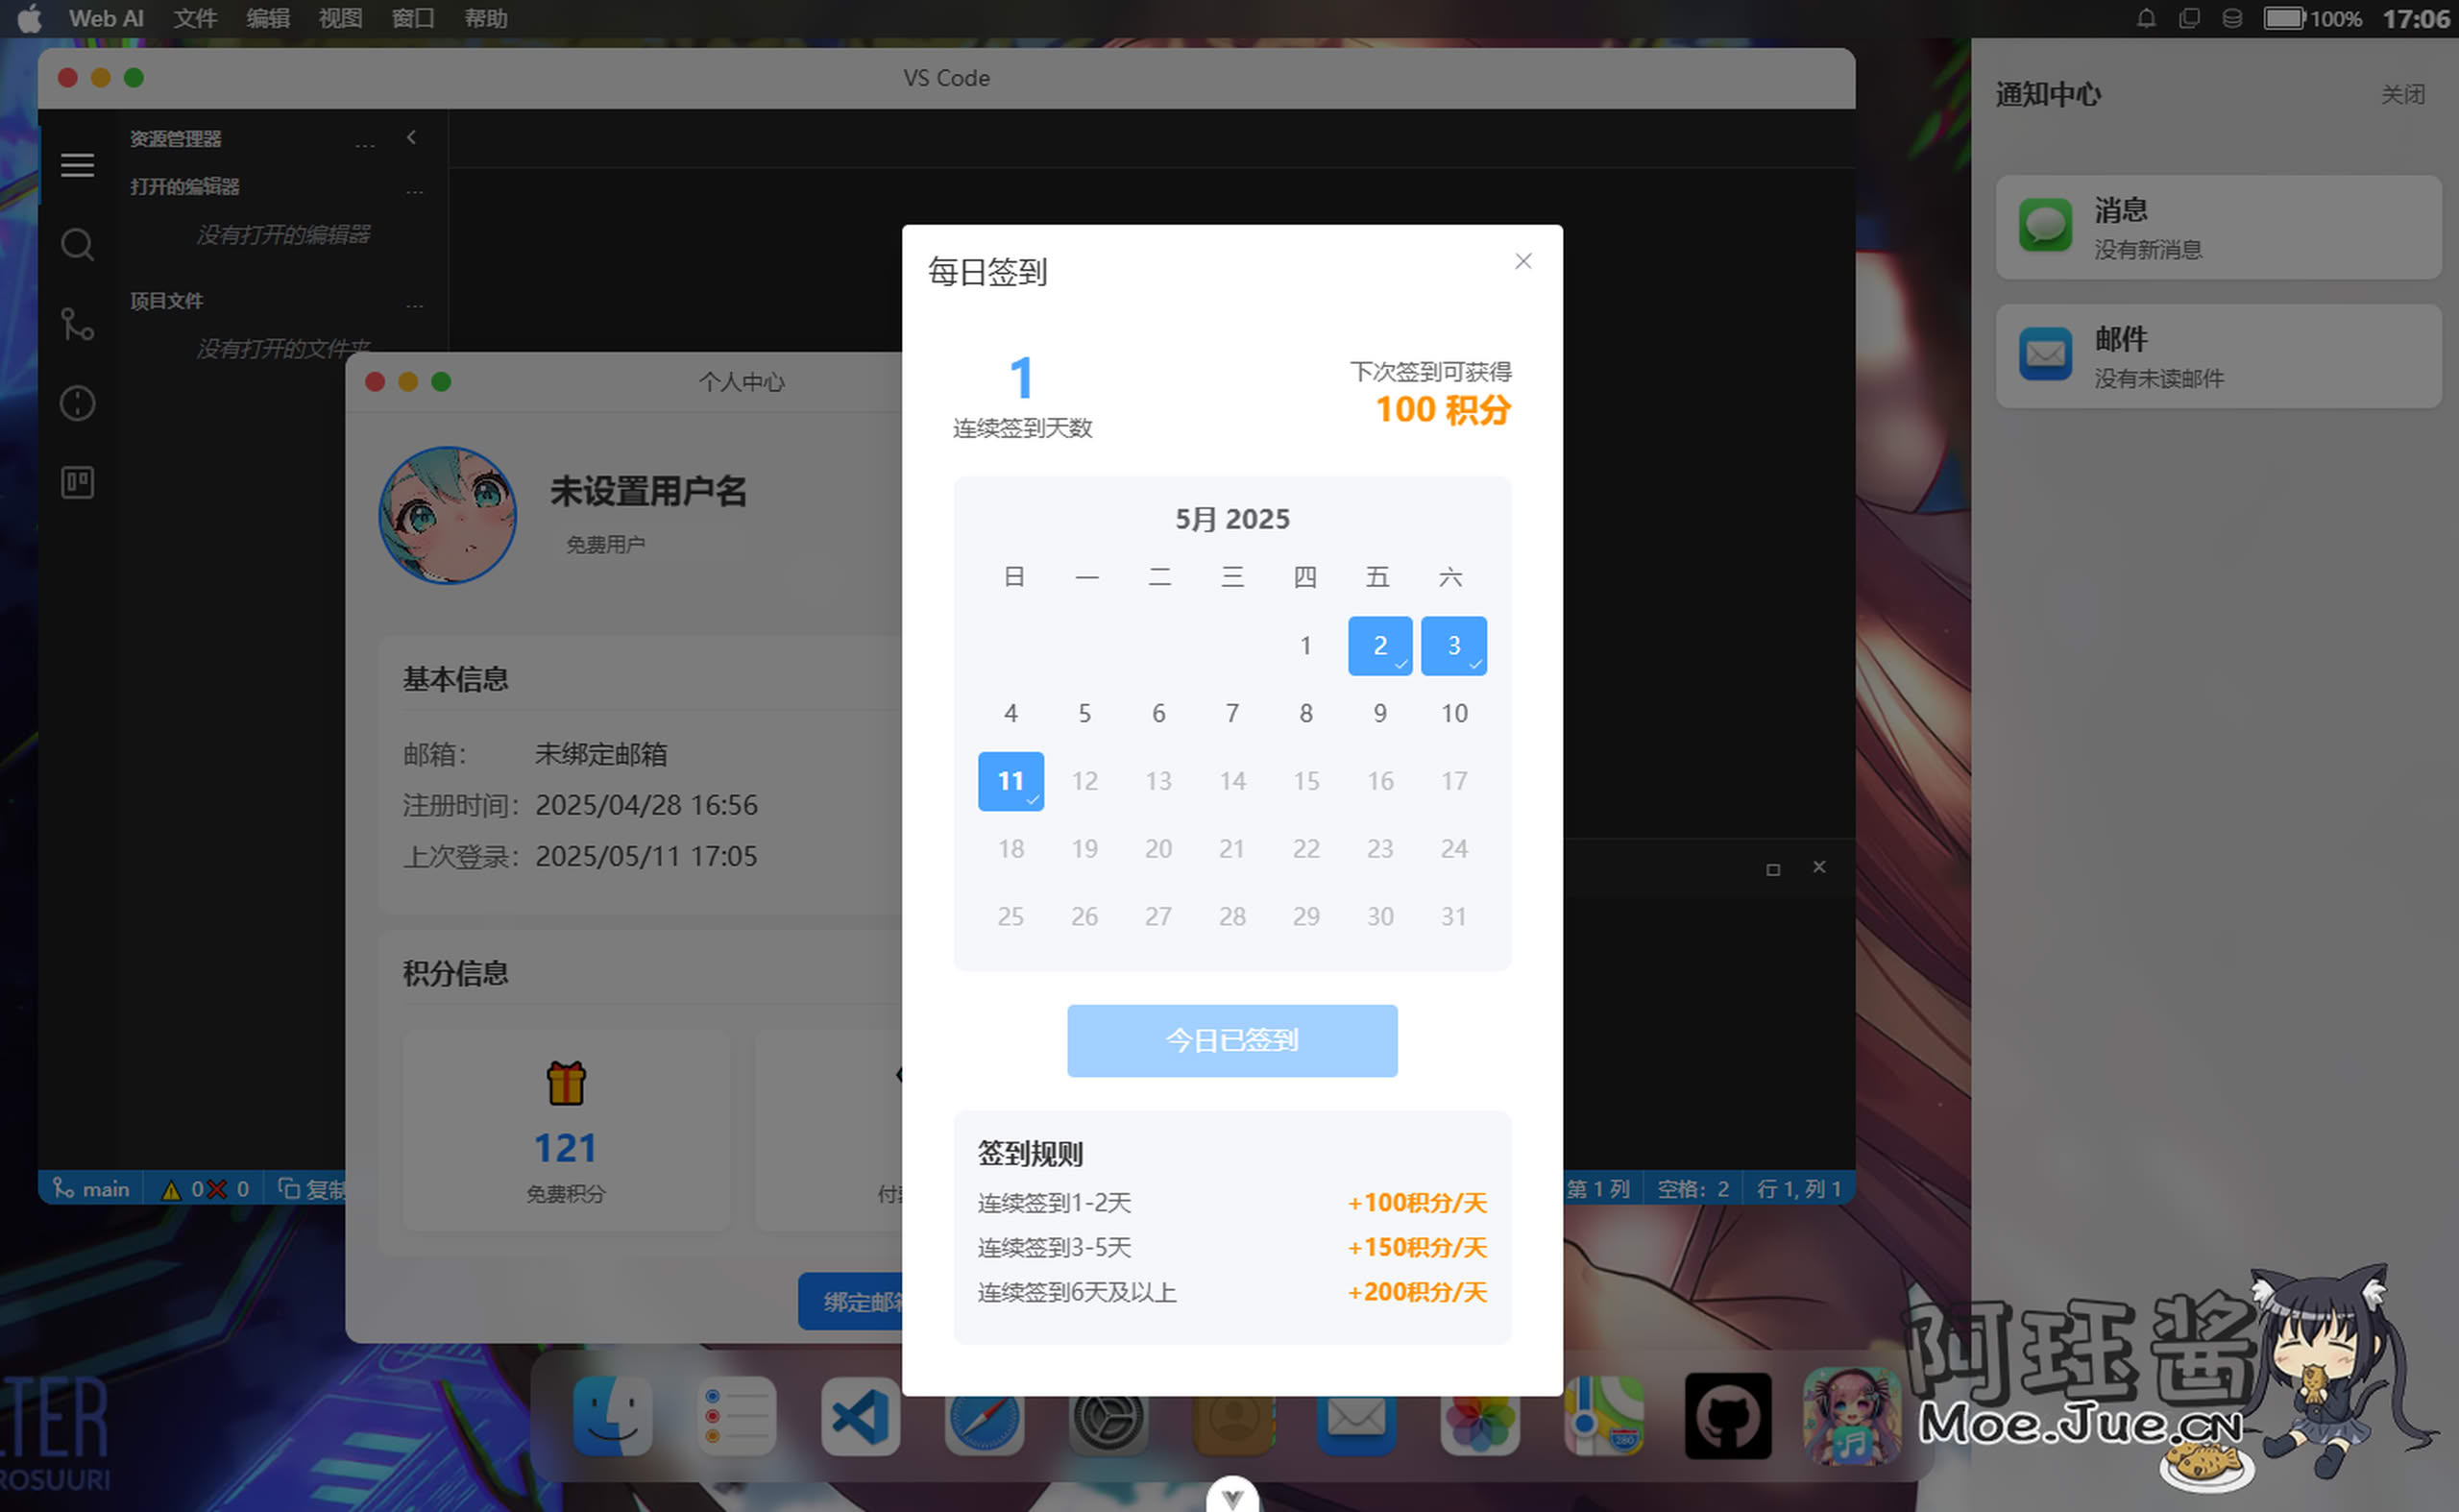 Web AI 文件 编辑 视图 窗口 帮助
100% 17:06
VS Code
资源管理器 ...
打开的编辑器 ...
没有打开的编辑器
项目文件 ...
没有打开的文件夹
main 0 0 复制
第 1 列 空格: 2 行 1, 列 1
个人中心
未设置用户名
免费用户
基本信息
邮箱: 未绑定邮箱
注册时间: 2025/04/28 16:56
上次登录: 2025/05/11 17:05
积分信息
121
免费积分
绑定邮箱
每日签到
1
连续签到天数
下次签到可获得
100 积分
5月 2025
日 一 二 三 四 五 六
1 2 3
4 5 6 7 8 9 10
11 12 13 14 15 16 17
18 19 20 21 22 23 24
25 26 27 28 29 30 31
今日已签到
签到规则
连续签到1-2天 +100积分/天
连续签到3-5天 +150积分/天
连续签到6天及以上 +200积分/天
通知中心 关闭
消息
没有新消息
邮件
没有未读邮件
TER
ROSUURI
280
阿珏酱
Moe.Jue.CN